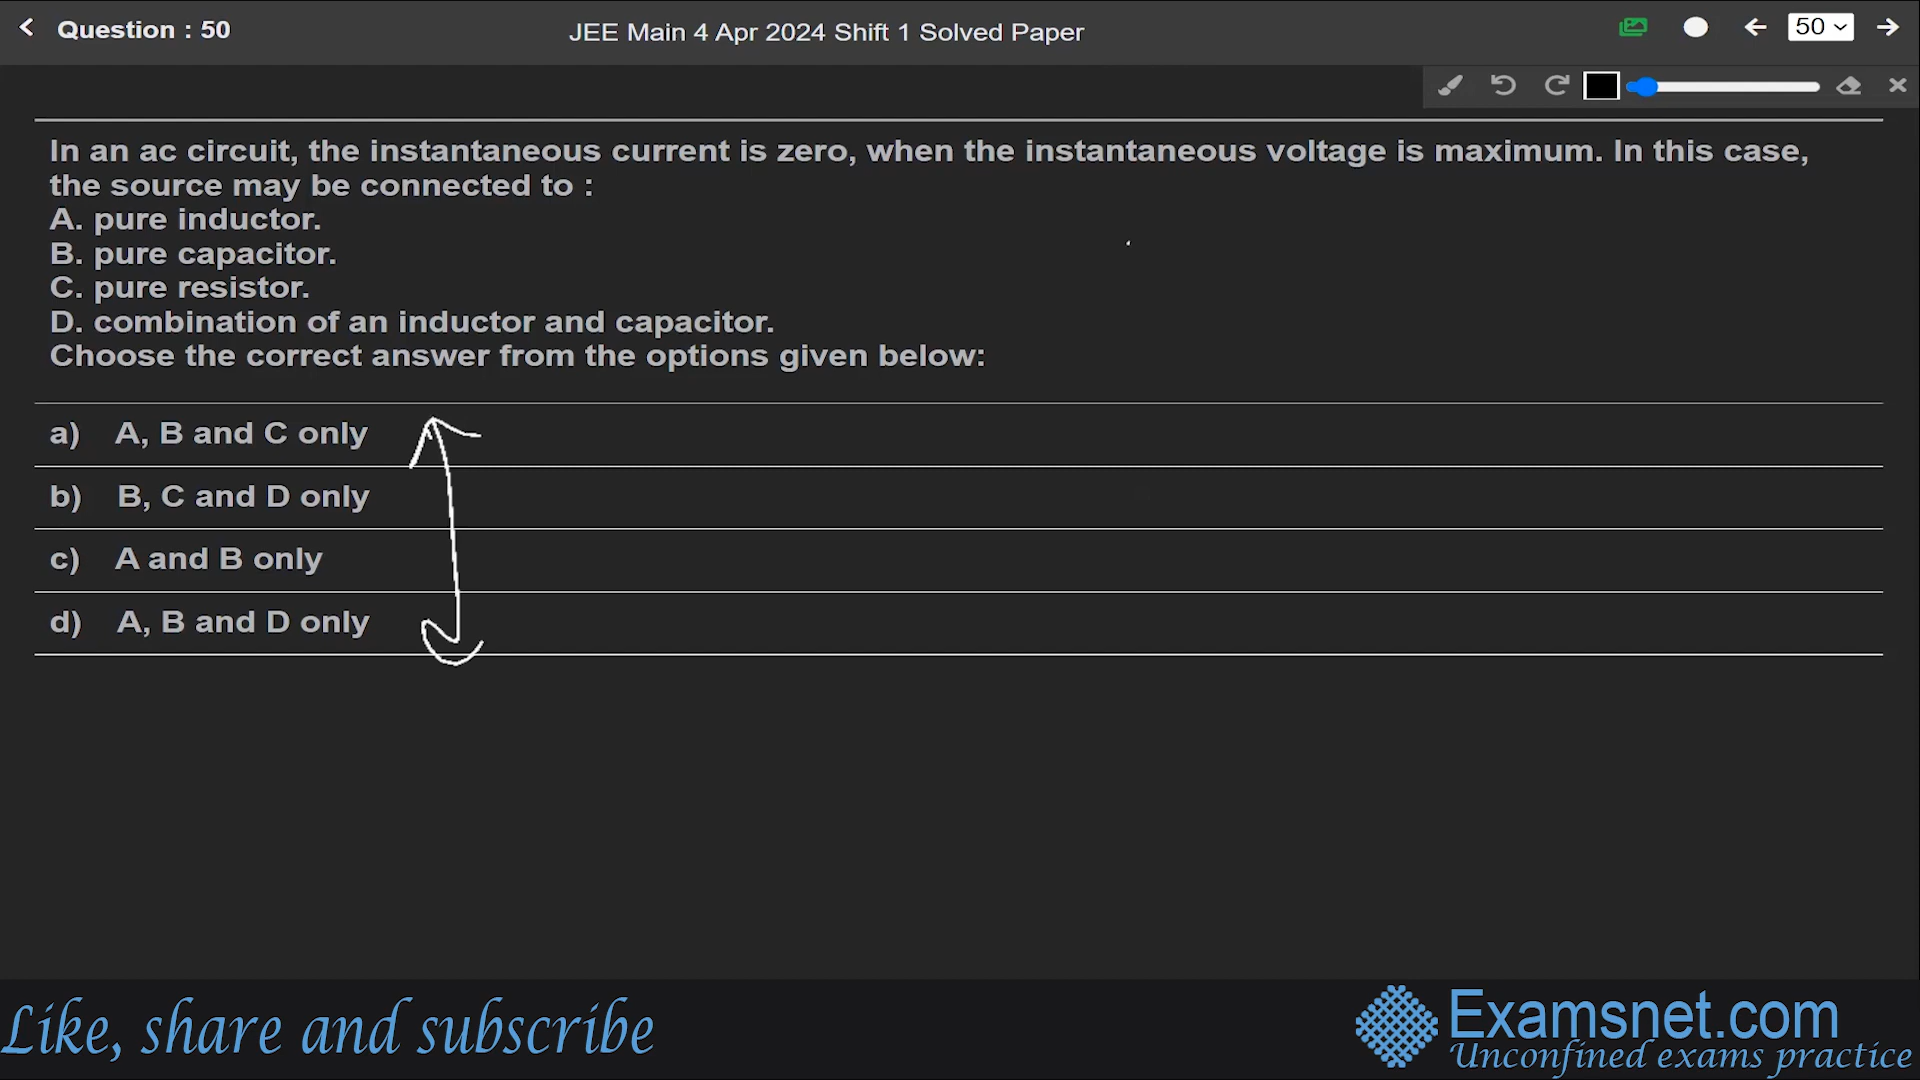 Question : 50
JEE Main 4 Apr 2024 Shift 1 Solved Paper
50
In an ac circuit, the instantaneous current is zero, when the instantaneous voltage is maximum. In this case,
the source may be connected to :
A. pure inductor.
B. pure capacitor.
C. pure resistor.
D. combination of an inductor and capacitor.
Choose the correct answer from the options given below:
a) A, B and C only
b) B, C and D only
c) A and B only
d) A, B and D only
Like, share and subscribe
Examsnet.com
Unconfined exams practice